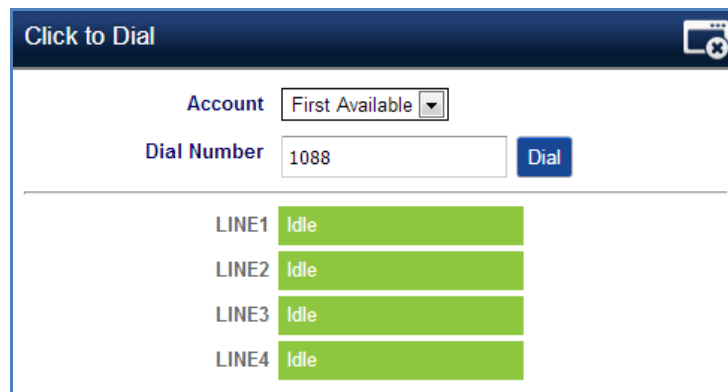 Click to Dial
Account First Available
Dial Number 1088 Dial
LINE1 Idle
LINE2 Idle
LINE3 Idle
LINE4 Idle